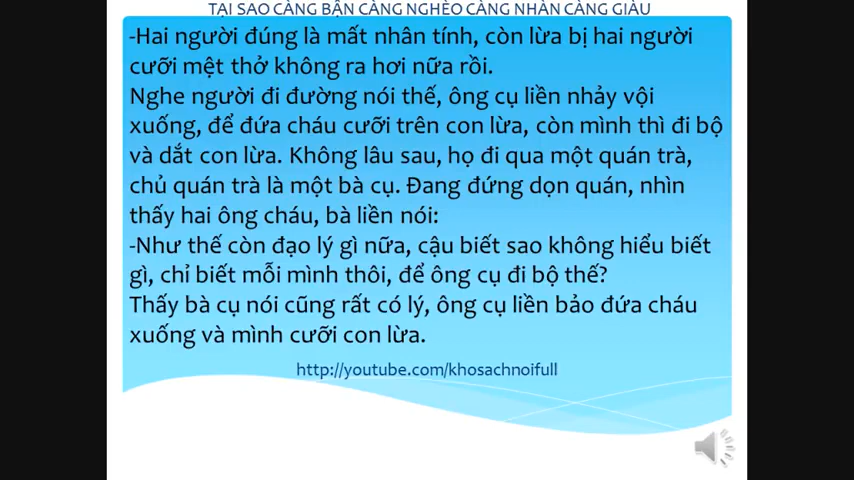 TẠI SAO CÀNG BẬN CÀNG NGHÈO CÀNG NHÀN CÀNG GIÀU
-Hai người đúng là mất nhân tính, còn lừa bị hai người
cưỡi mệt thở không ra hơi nữa rồi.
Nghe người đi đường nói thế, ông cụ liền nhảy vội
xuống, để đứa cháu cưỡi trên con lừa, còn mình thì đi bộ
và dắt con lừa. Không lâu sau, họ đi qua một quán trà,
chủ quán trà là một bà cụ. Đang đứng dọn quán, nhìn
thấy hai ông cháu, bà liền nói:
-Như thế còn đạo lý gì nữa, cậu biết sao không hiểu biết
gì, chỉ biết mỗi mình thôi, để ông cụ đi bộ thế?
Thấy bà cụ nói cũng rất có lý, ông cụ liền bảo đứa cháu
xuống và mình cưỡi con lừa.
http://youtube.com/khosachnoifull